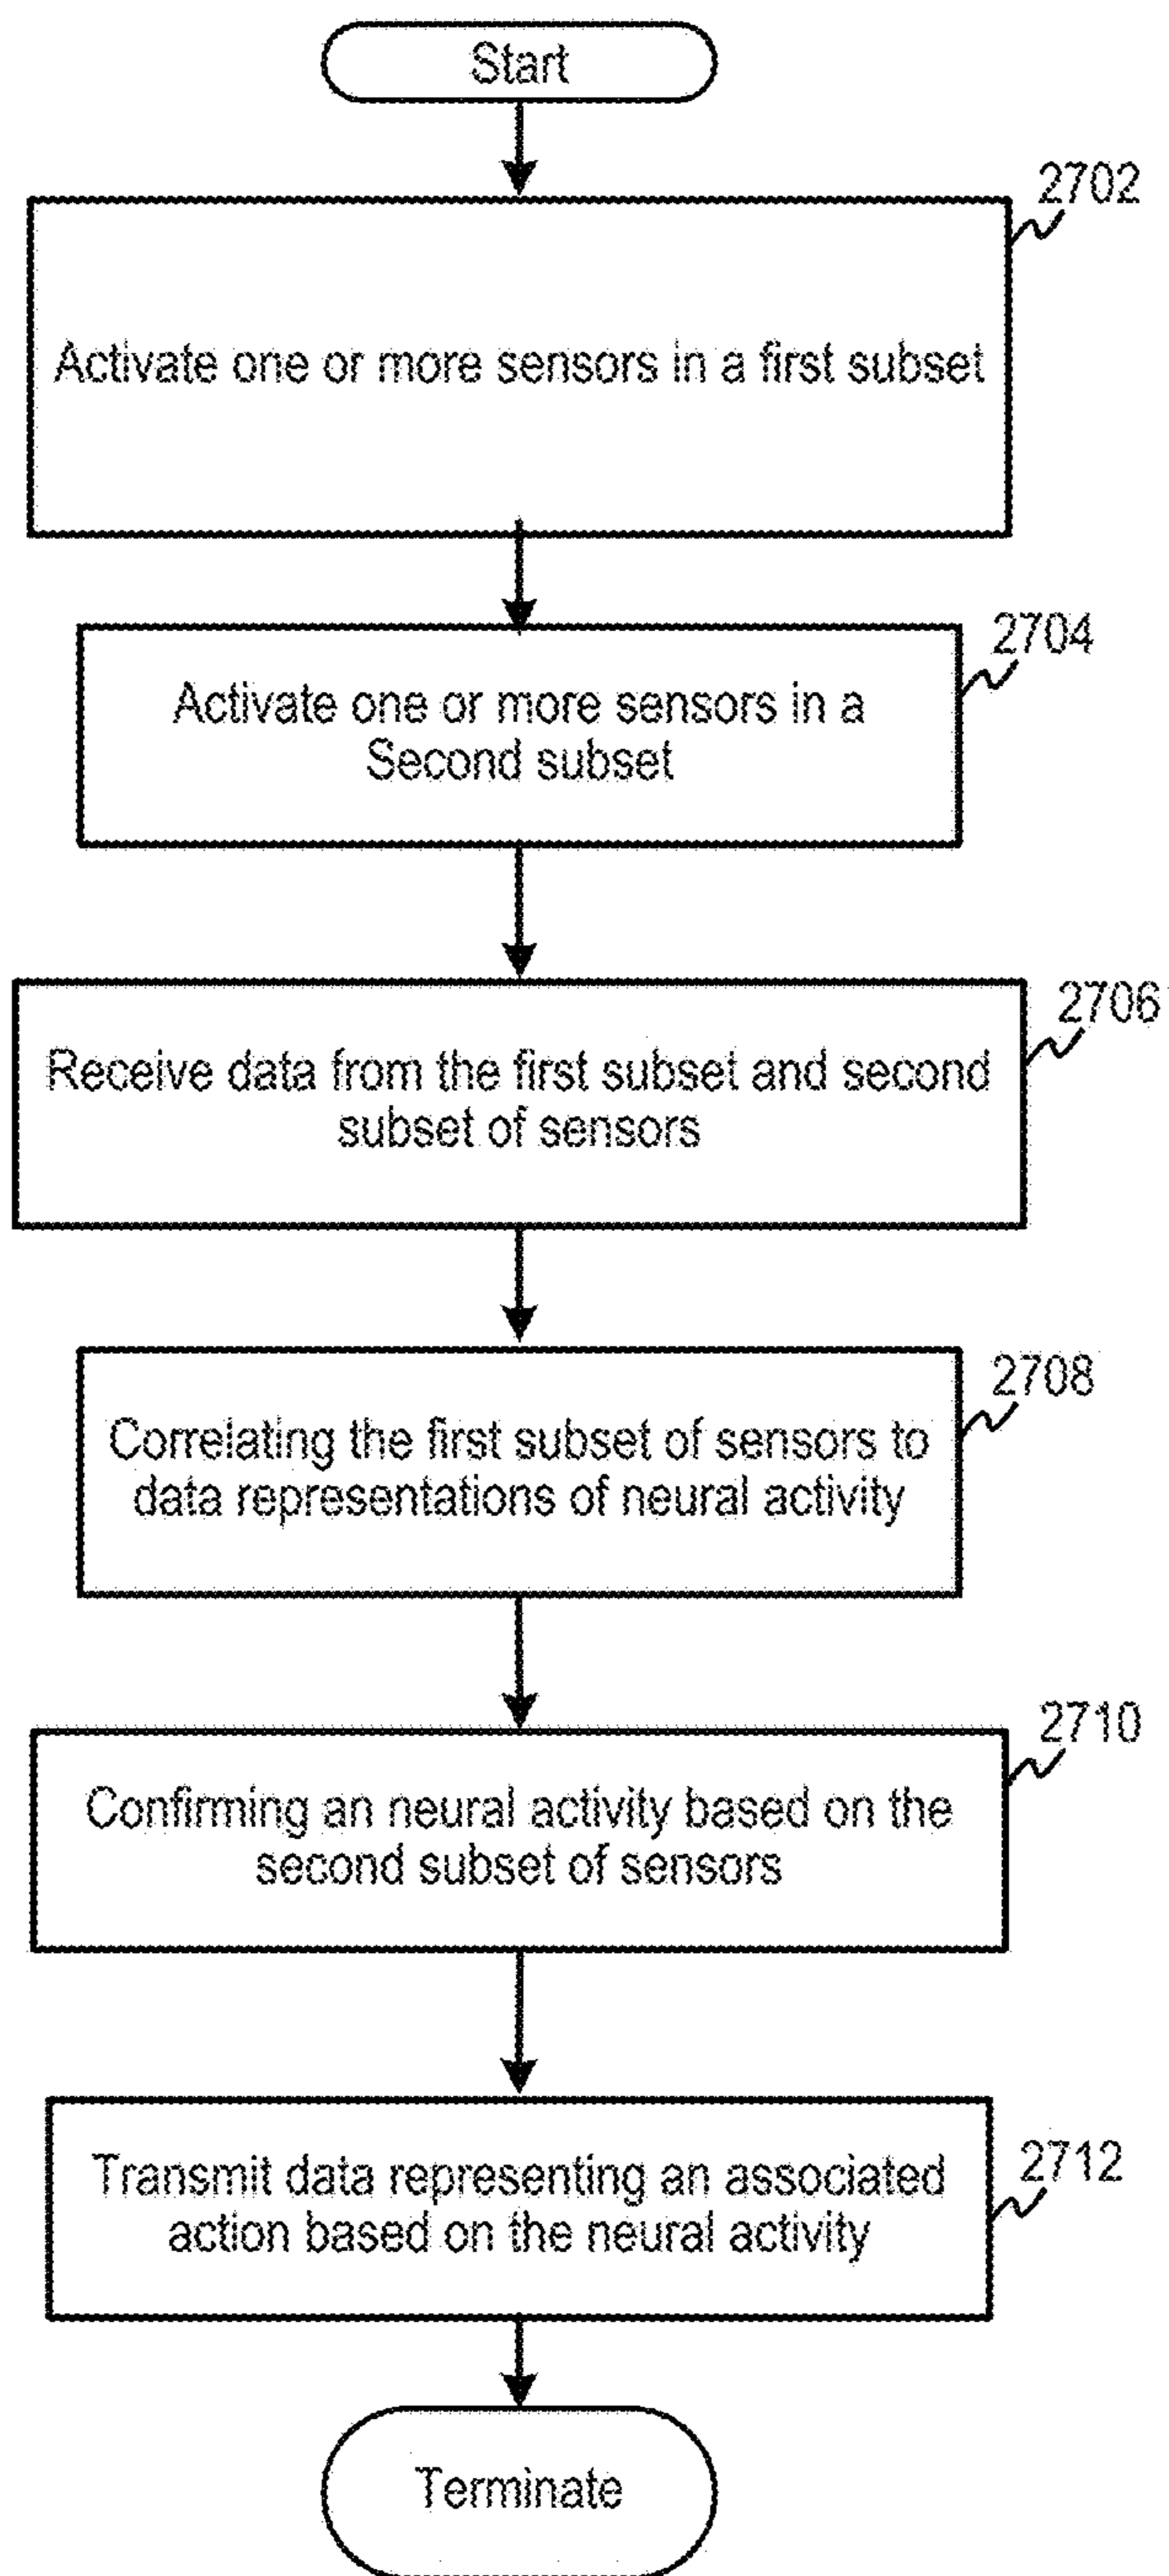 Start
2702
Activate one or more sensors in a first subset
2704
Activate one or more sensors in a
Second subset
2706
Receive data from the first subset and second
subset of sensors
2708
Correlating the first subset of sensors to
data representations of neural activity
2710
Confirming an neural activity based on the
second subset of sensors
2712
Transmit data representing an associated
action based on the neural activity
Terminate